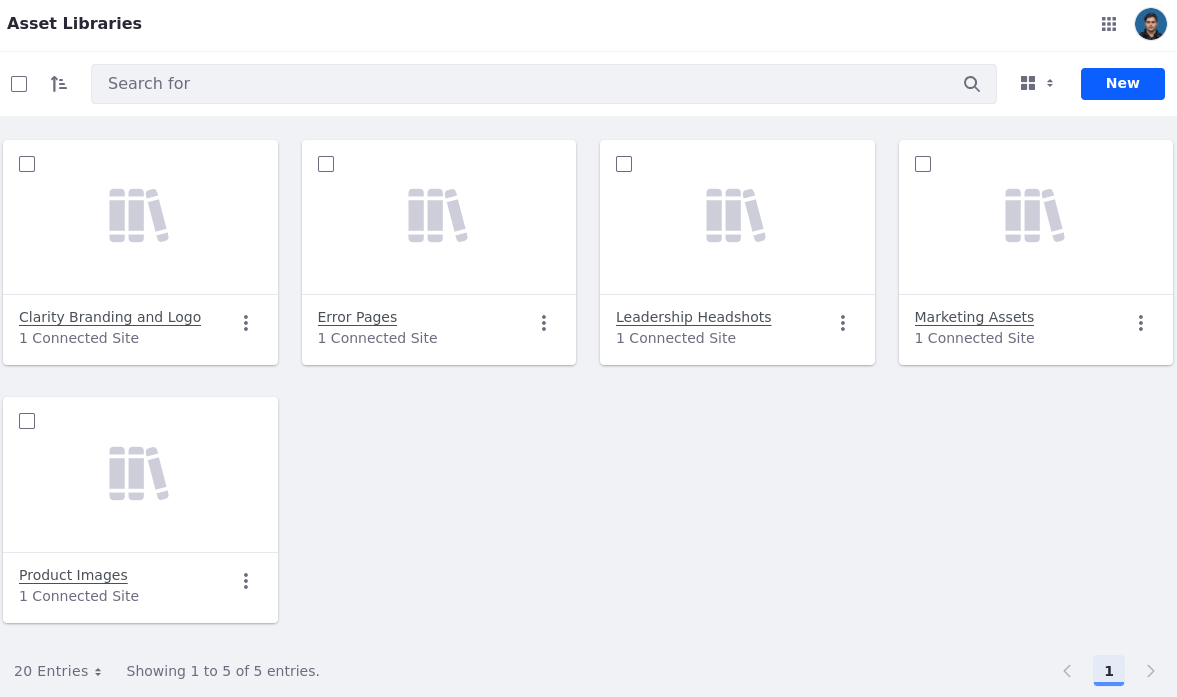 Asset Libraries
Search for
New
Clarity Branding and Logo
1 Connected Site
Error Pages
1 Connected Site
Leadership Headshots
1 Connected Site
Marketing Assets
1 Connected Site
Product Images
1 Connected Site
20 Entries
Showing 1 to 5 of 5 entries.
1